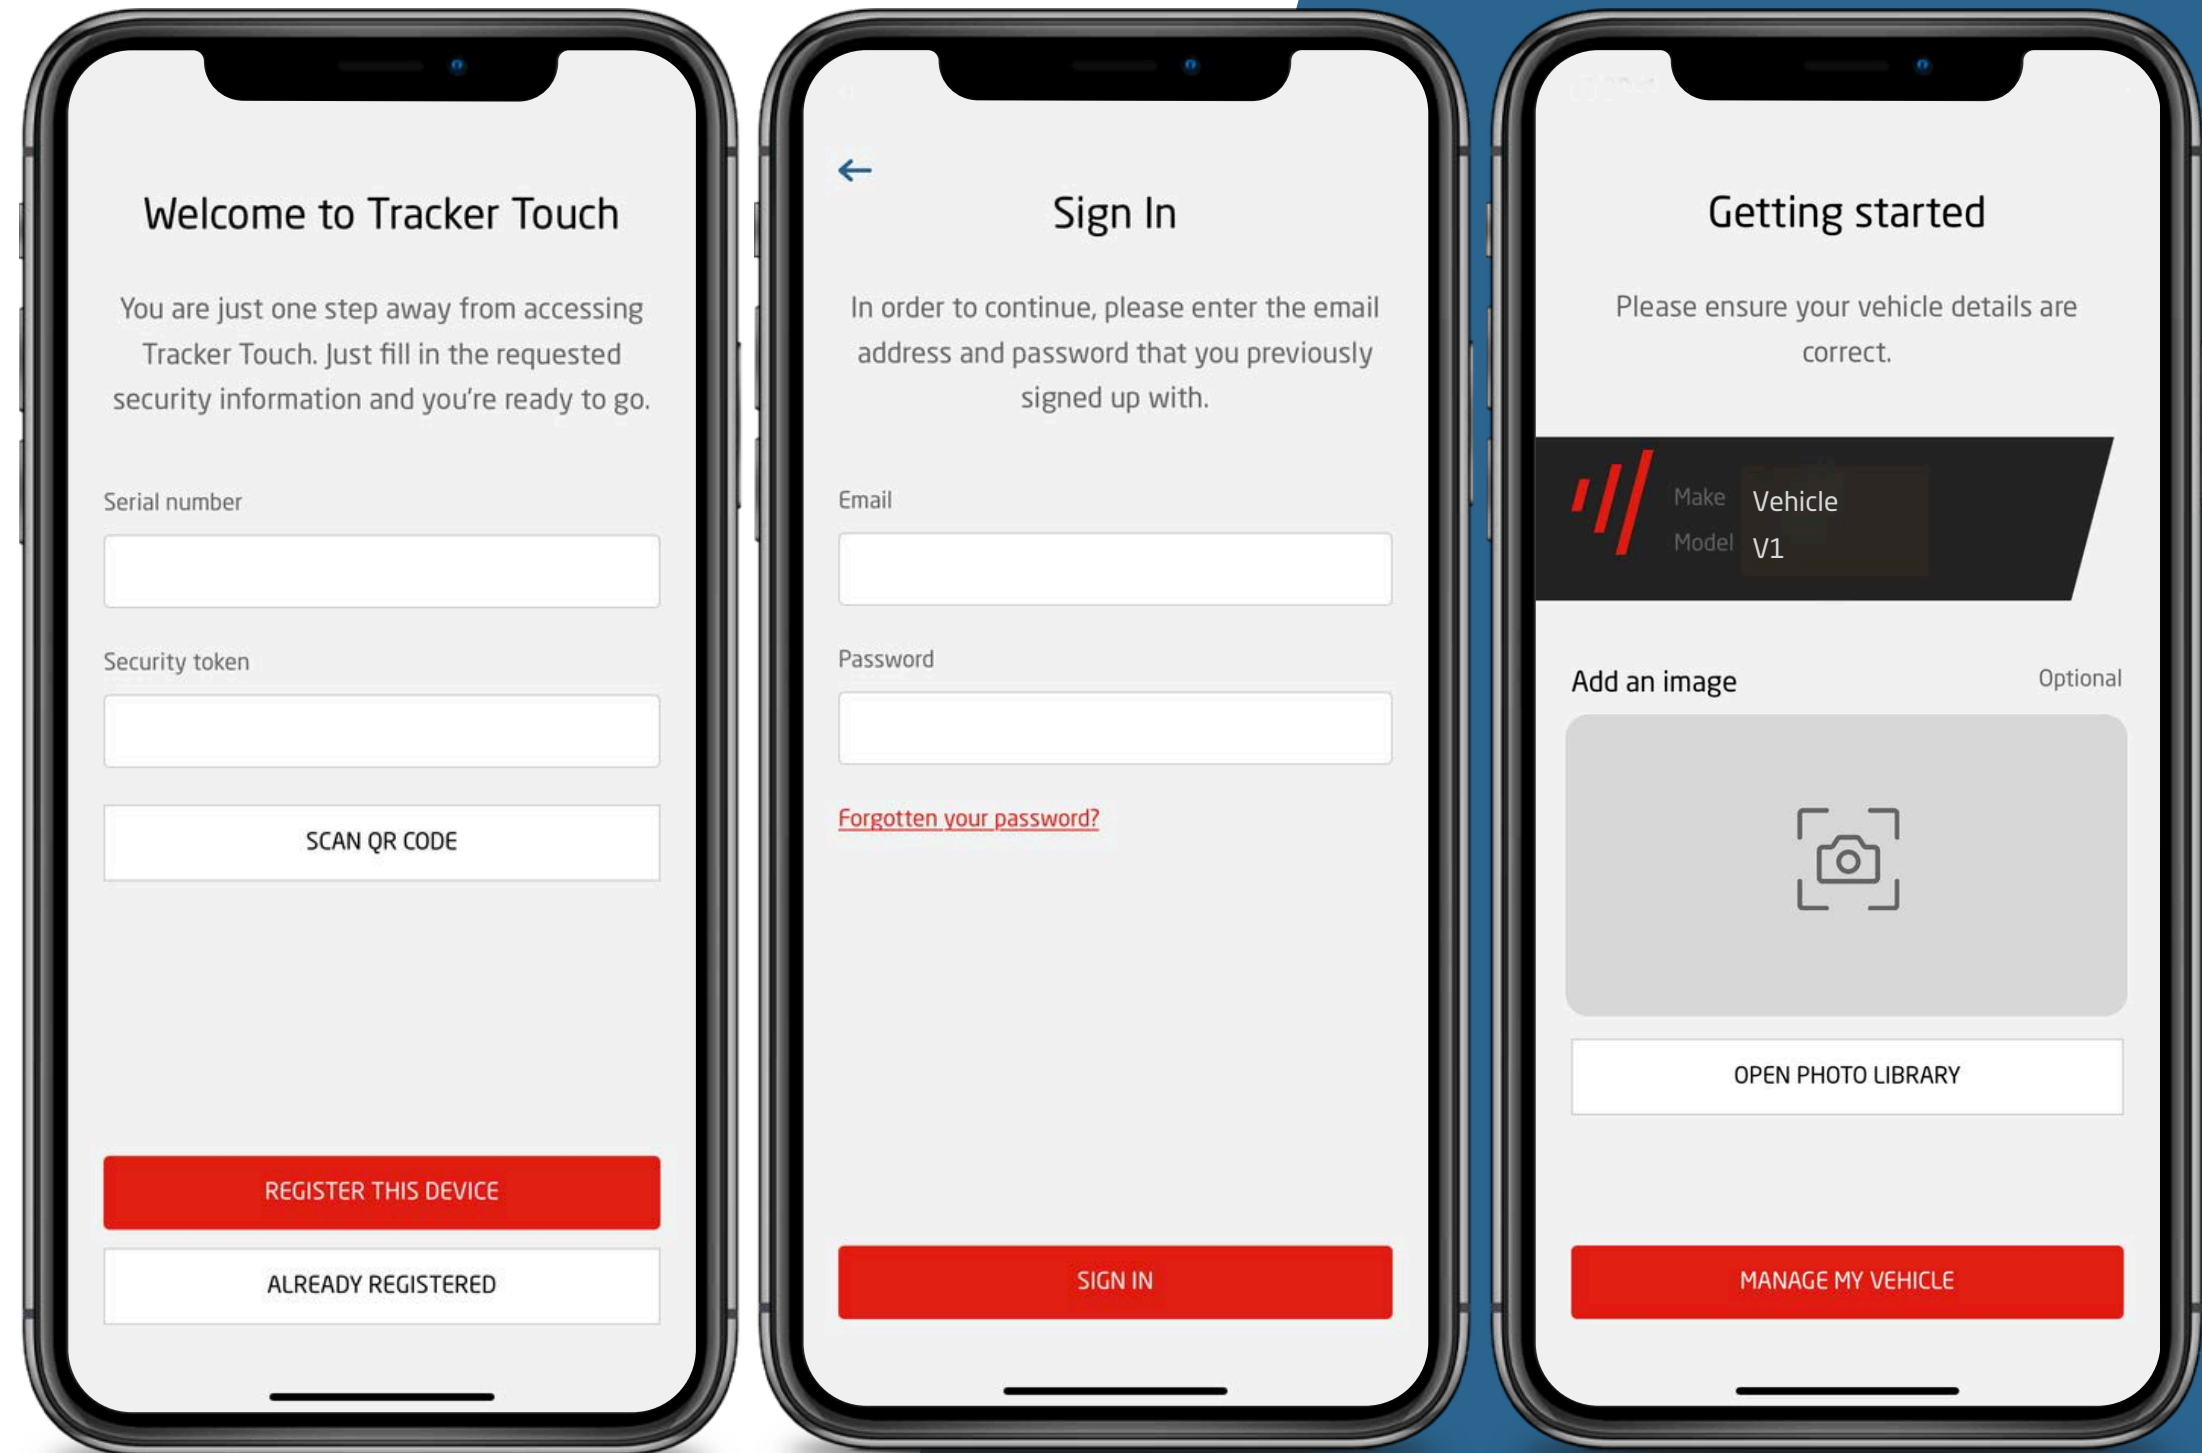 Welcome to Tracker Touch
You are just one step away from accessing
Tracker Touch. Just fill in the requested
security information and you're ready to go.
Serial number
Security token
SCAN QR CODE
REGISTER THIS DEVICE
ALREADY REGISTERED
Sign In
In order to continue, please enter the email
address and password that you previously
signed up with.
Email
Password
Forgotten your password?
SIGN IN
Getting started
Please ensure your vehicle details are
correct.
Make Vehicle
Model V1
Add an image Optional
OPEN PHOTO LIBRARY
MANAGE MY VEHICLE